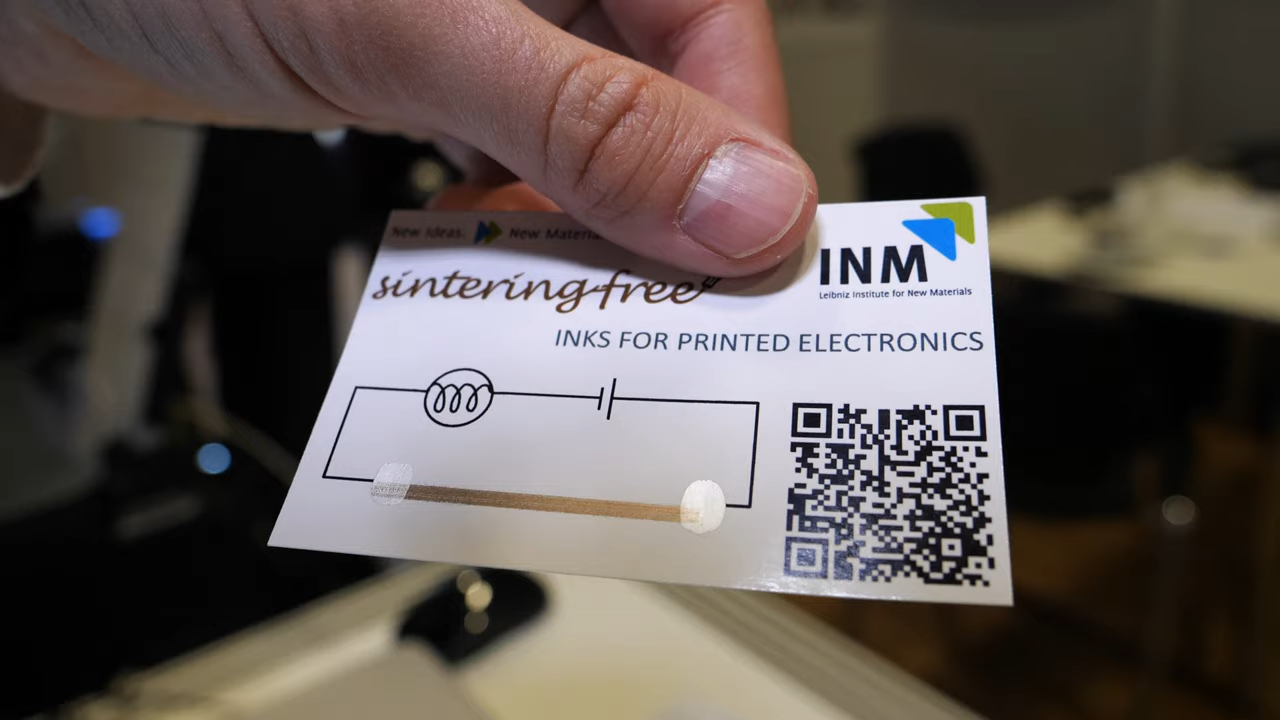 New Ideas. New Materia
sintering-free
INM
Leibniz Institute for New Materials
INKS FOR PRINTED ELECTRONICS